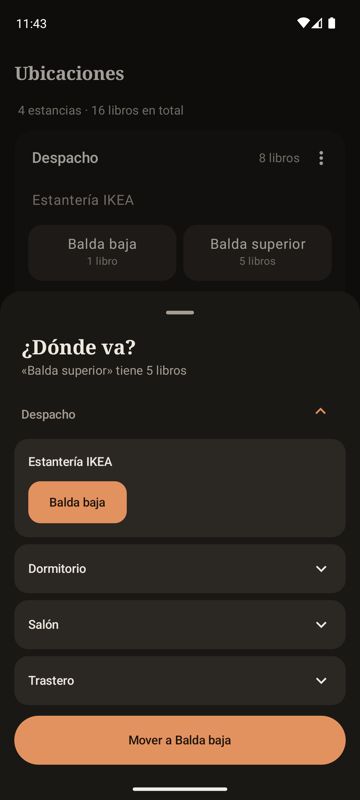 11:43
Ubicaciones
4 estancias · 16 libros en total
Despacho
8 libros
Estantería IKEA
Balda baja
1 libro
Balda superior
5 libros
¿Dónde va?
«Balda superior» tiene 5 libros
Despacho
Estantería IKEA
Balda baja
Dormitorio
Salón
Trastero
Mover a Balda baja